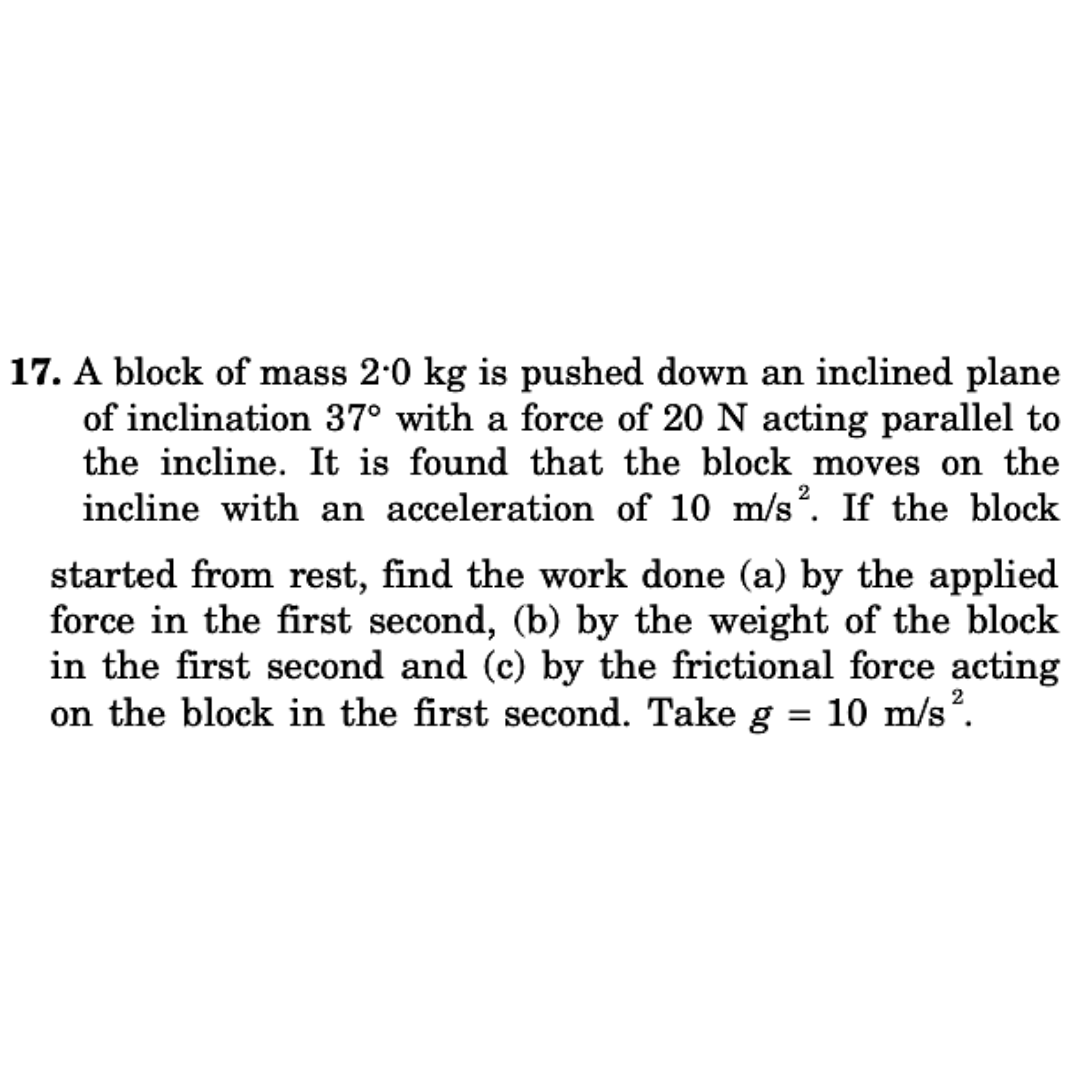 17. A block of mass 2·0 kg is pushed down an inclined plane
of inclination 37° with a force of 20 N acting parallel to
the incline. It is found that the block moves on the
incline with an acceleration of 10 m/s². If the block
started from rest, find the work done (a) by the applied
force in the first second, (b) by the weight of the block
in the first second and (c) by the frictional force acting
on the block in the first second. Take g = 10 m/s².